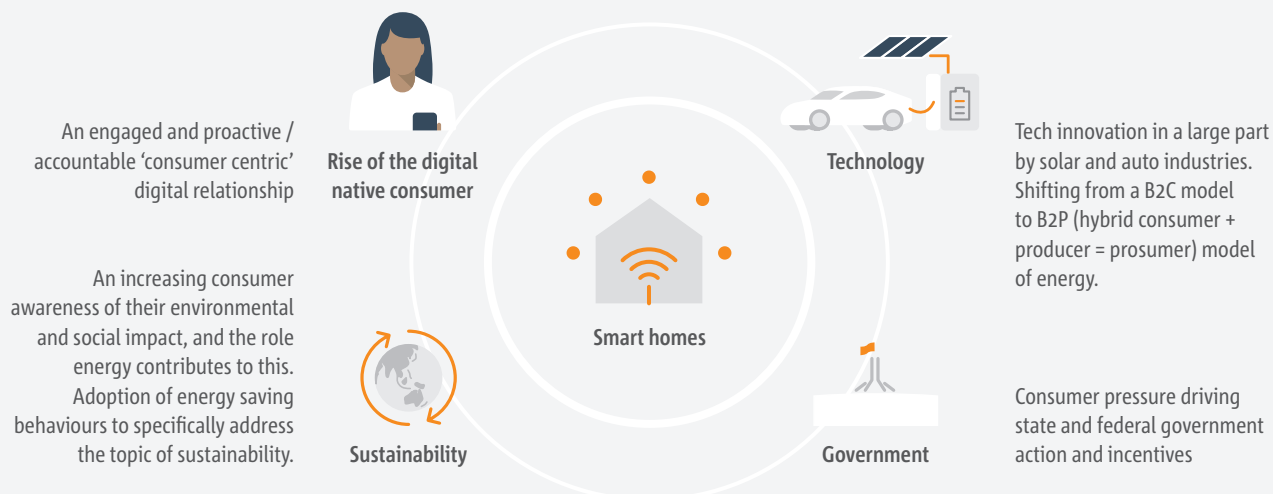 An engaged and proactive /
accountable ‘consumer centric’
digital relationship
Rise of the digital
native consumer
Technology
Tech innovation in a large part
by solar and auto industries.
Shifting from a B2C model
to B2P (hybrid consumer +
producer = prosumer) model
of energy.
Smart homes
An increasing consumer
awareness of their environmental
and social impact, and the role
energy contributes to this.
Adoption of energy saving
behaviours to specifically address
the topic of sustainability.
Sustainability
Government
Consumer pressure driving
state and federal government
action and incentives